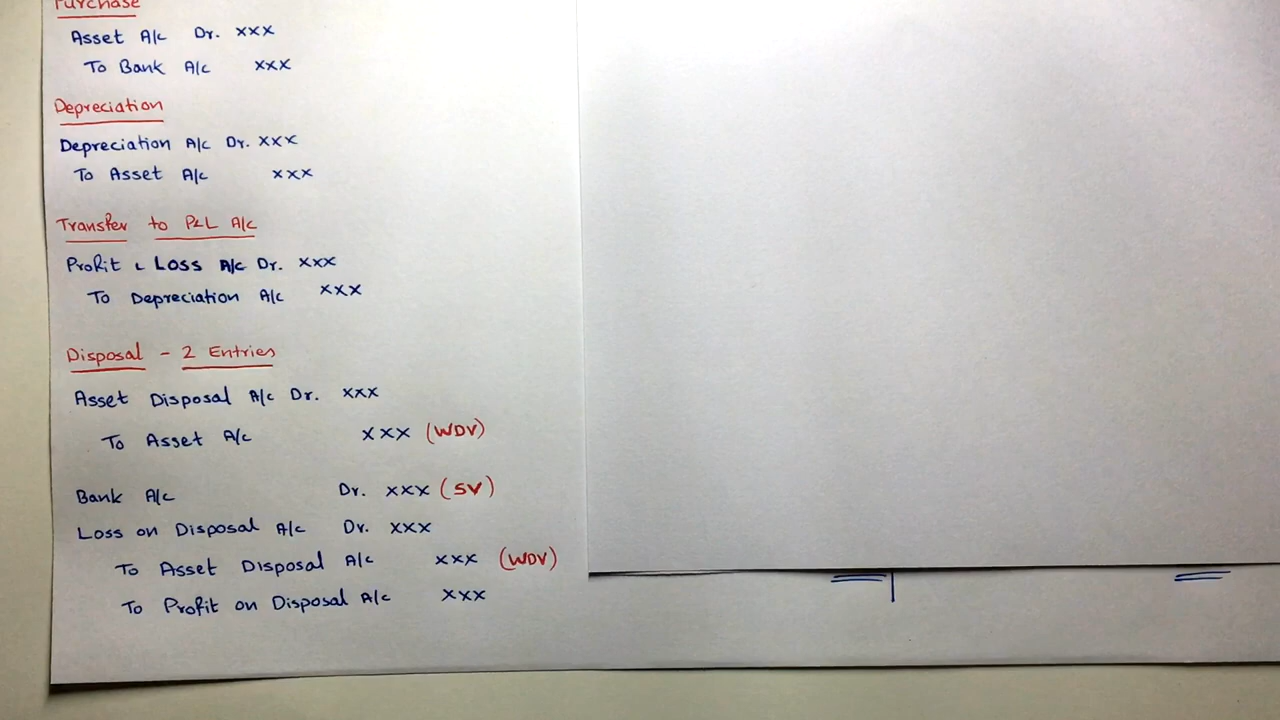 Purchase
Asset A/c Dr. xxx
To Bank A/c xxx
Depreciation
Depreciation A/c Dr. xxx
To Asset A/c xxx
Transfer to P&L A/c
Profit & Loss A/c Dr. xxx
To Depreciation A/c xxx
Disposal - 2 Entries
Asset Disposal A/c Dr. xxx
To Asset A/c xxx (WDV)
Bank A/c Dr. xxx (SV)
Loss on Disposal A/c Dr. xxx
To Asset Disposal A/c xxx (WDV)
To Profit on Disposal A/c xxx